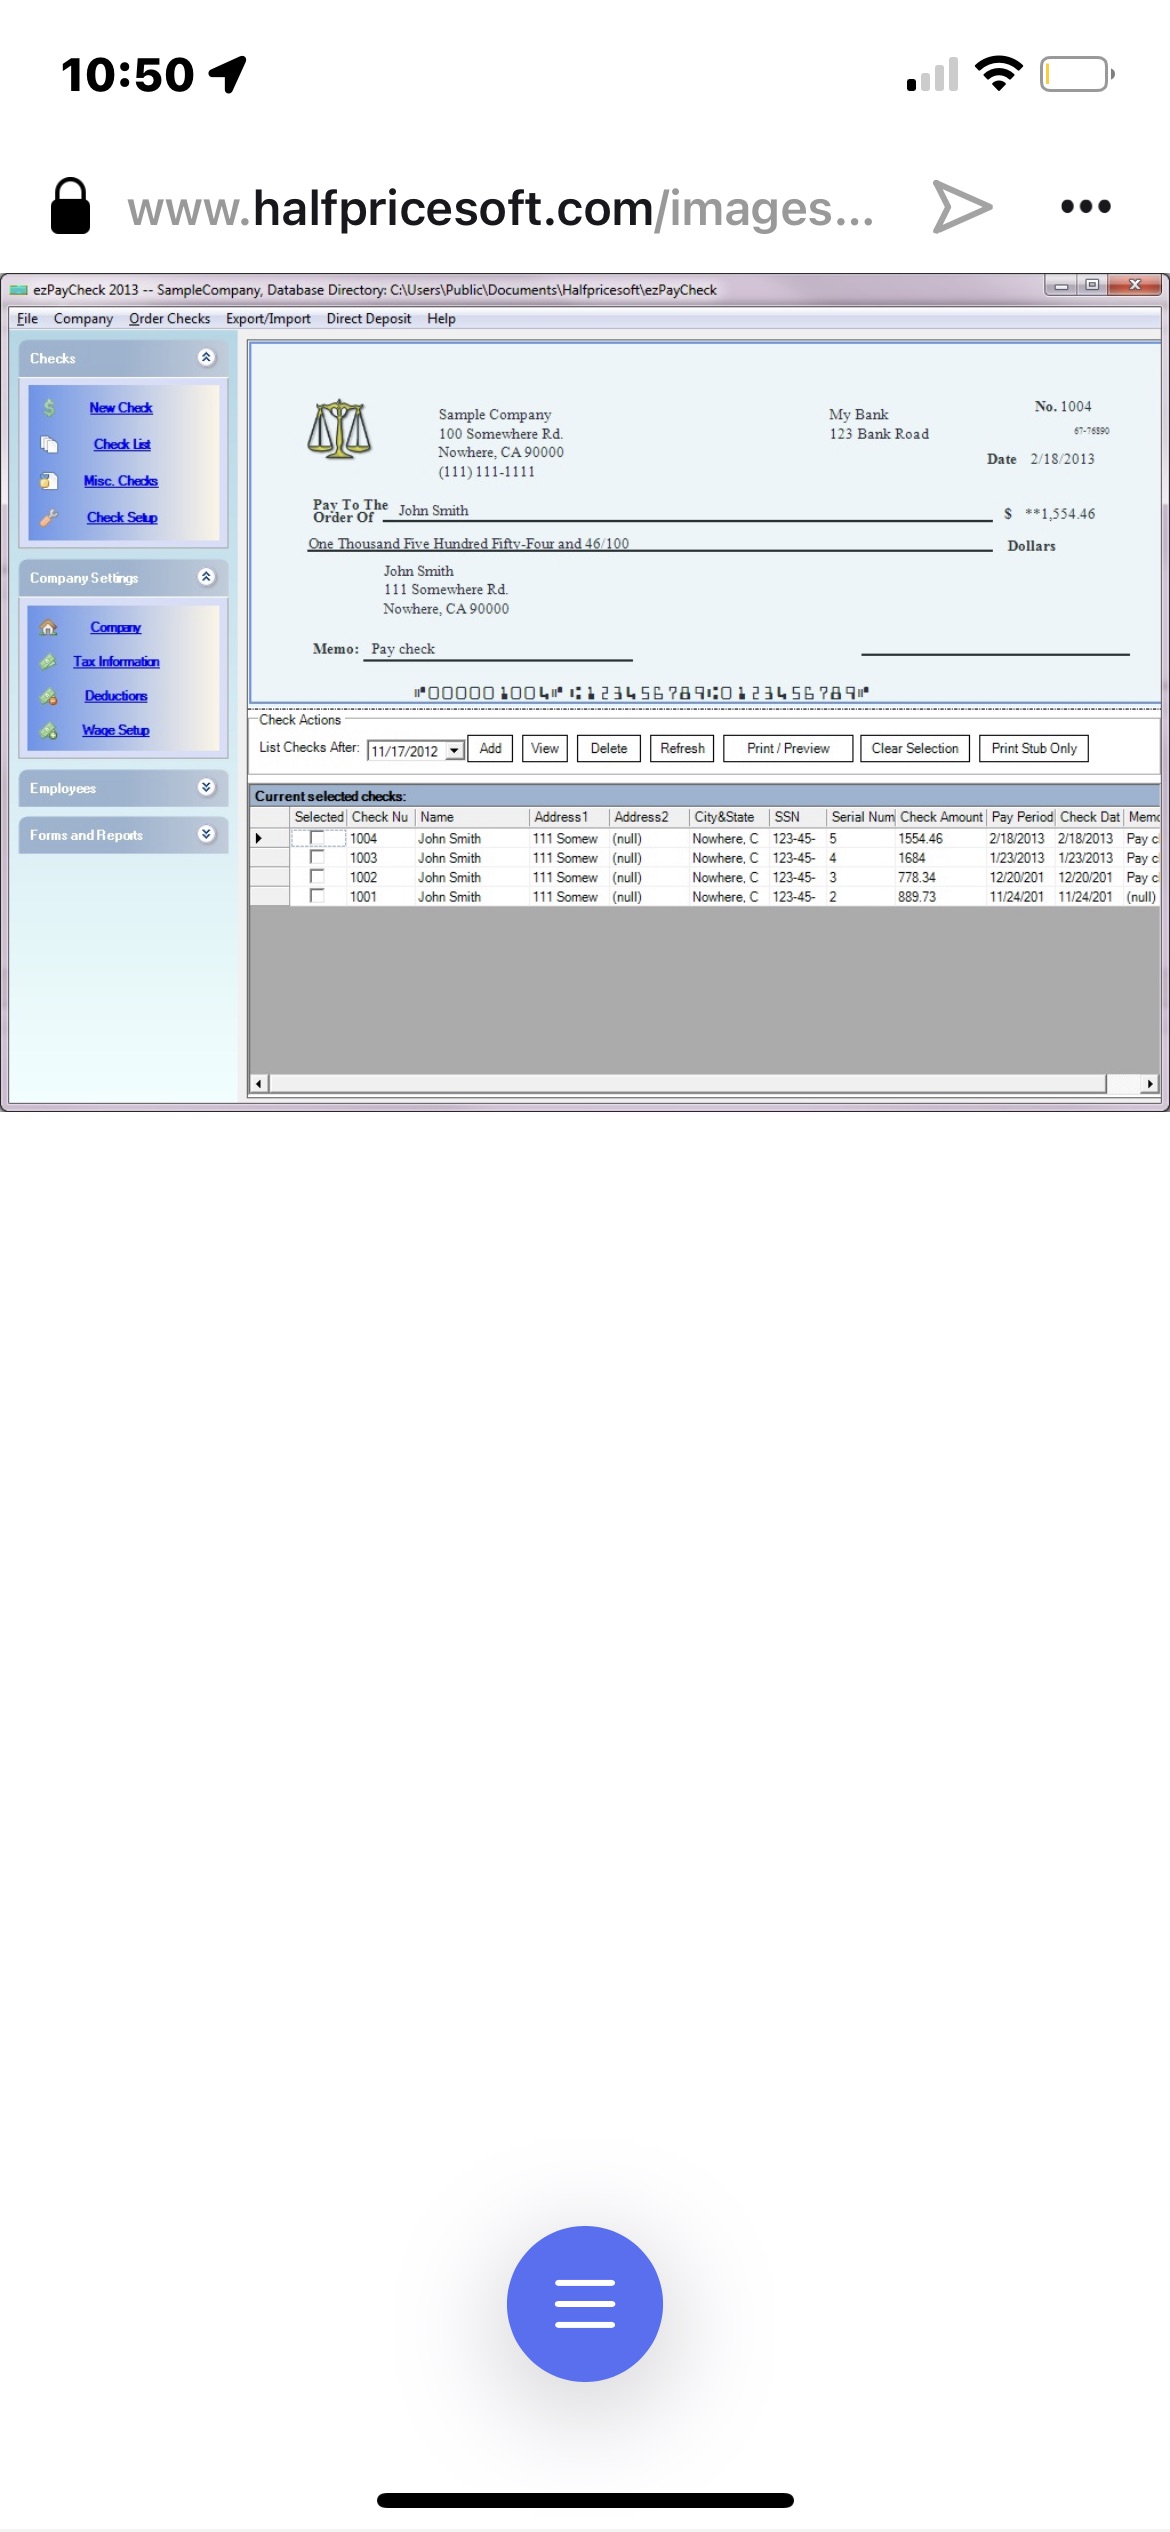 10:50
www.halfpricesoft.com/images...
ezPayCheck 2013 -- SampleCompany, Database Directory: C:\Users\Public\Documents\Halfpricesoft\ezPayCheck
File Company Order Checks Export/Import Direct Deposit Help
Checks
New Check
Check List
Misc. Checks
Check Setup
Company Settings
Company
Tax Information
Deductions
Wage Setup
Employees
Forms and Reports
Sample Company
100 Somewhere Rd.
Nowhere, CA 90000
(111) 111-1111
My Bank
123 Bank Road
No. 1004
67-76890
Date 2/18/2013
Pay To The
Order Of John Smith
$ **1,554.46
One Thousand Five Hundred Fifty-Four and 46/100 Dollars
John Smith
111 Somewhere Rd.
Nowhere, CA 90000
Memo: Pay check
⑈000001004⑈ ⑆123456789⑆0123456789⑈
Check Actions
List Checks After: 11/17/2012 Add View Delete Refresh Print / Preview Clear Selection Print Stub Only
Current selected checks:
Selected Check Nu Name Address1 Address2 City&State SSN Serial Num Check Amount Pay Period Check Dat Memo
1004 John Smith 111 Somew (null) Nowhere, C 123-45- 5 1554.46 2/18/2013 2/18/2013 Pay c
1003 John Smith 111 Somew (null) Nowhere, C 123-45- 4 1684 1/23/2013 1/23/2013 Pay c
1002 John Smith 111 Somew (null) Nowhere, C 123-45- 3 778.34 12/20/201 12/20/201 Pay c
1001 John Smith 111 Somew (null) Nowhere, C 123-45- 2 889.73 11/24/201 11/24/201 (null)